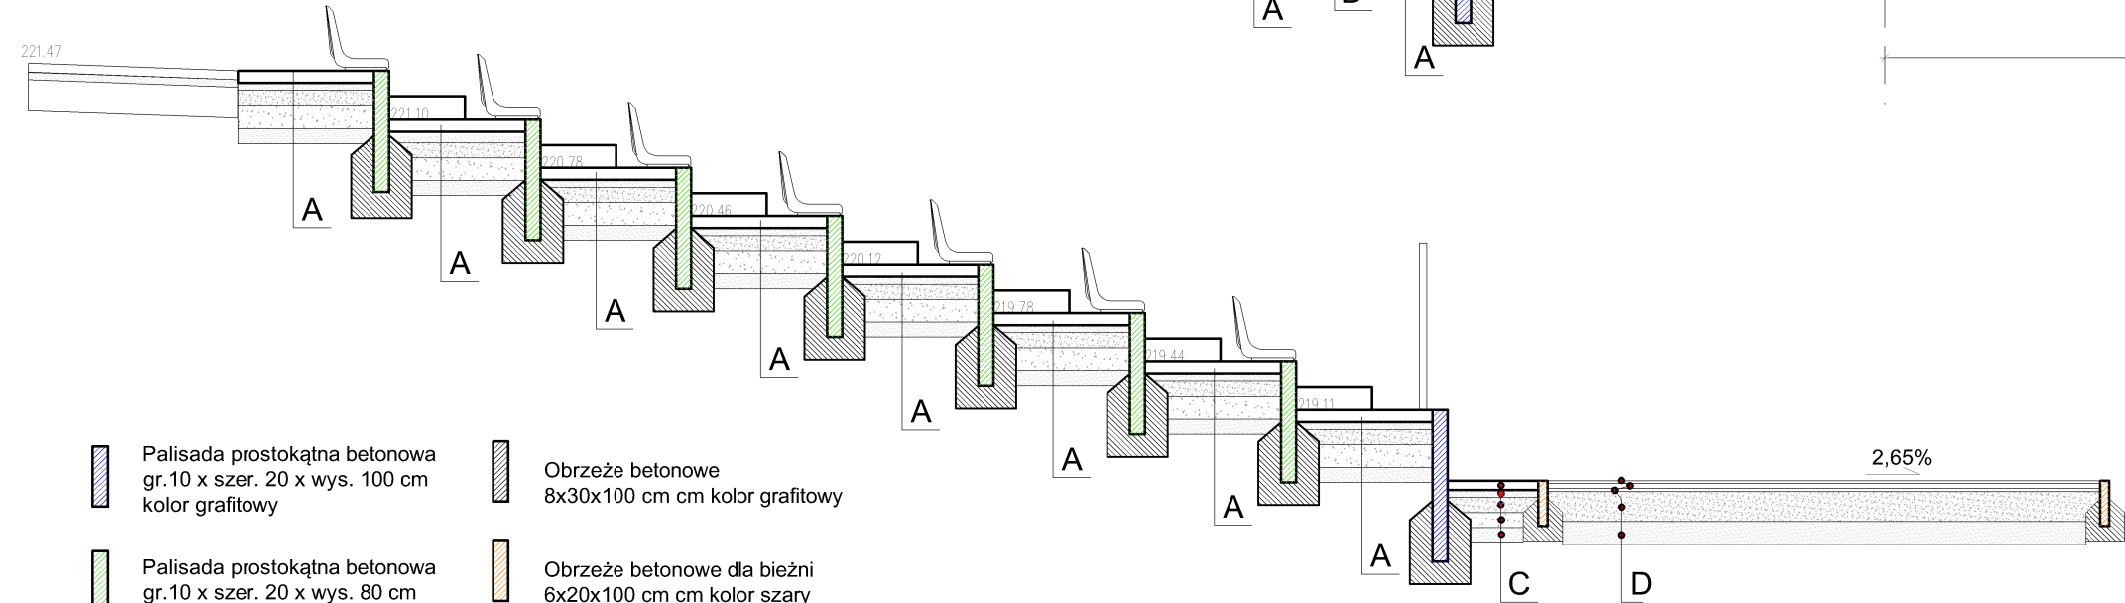 A
D
A
221.47
221.10
220.78
220.46
220.12
219.78
219.44
219.11
A
A
A
A
A
A
A
A
2,65%
C
D
Palisada prostokątna betonowa
gr.10 x szer. 20 x wys. 100 cm
kolor grafitowy
Obrzeże betonowe
8x30x100 cm cm kolor grafitowy
Palisada prostokątna betonowa
gr.10 x szer. 20 x wys. 80 cm
Obrzeże betonowe dla bieżni
6x20x100 cm cm kolor szary